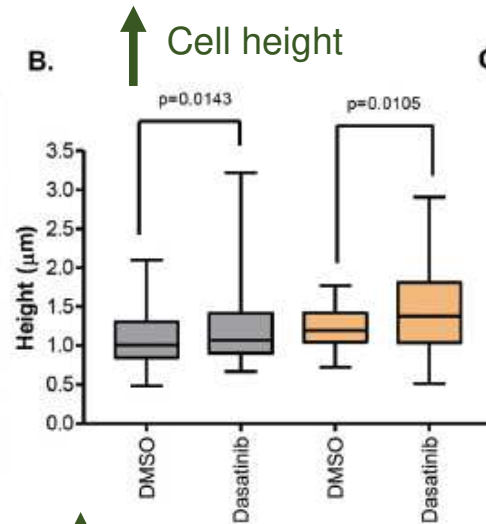 Cell height
B.
p=0.0143
p=0.0105
3.5
3.0
2.5
2.0
1.5
1.0
0.5
0.0
Height (μm)
DMSO
Dasatinib
DMSO
Dasatinib